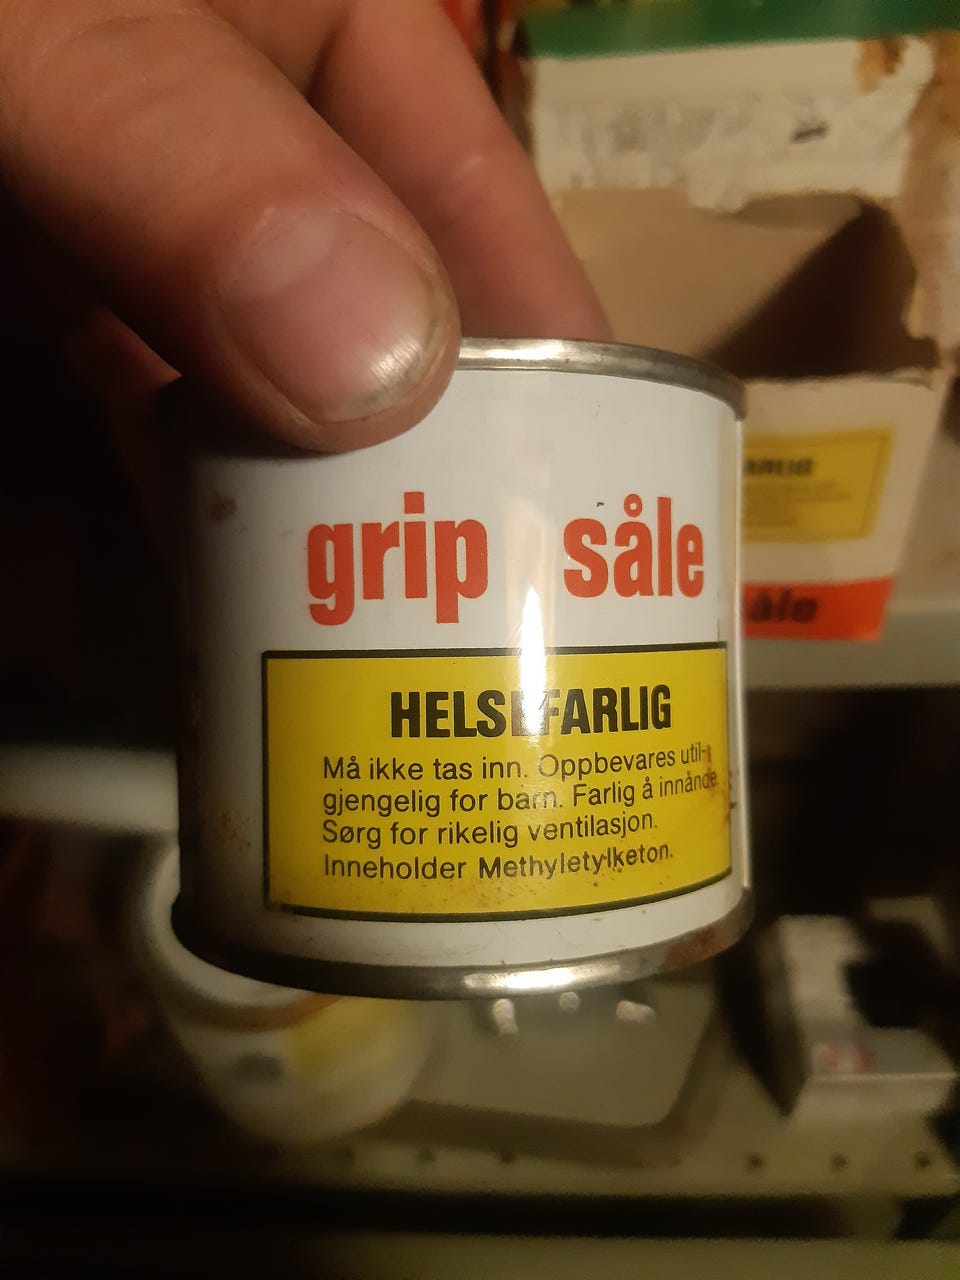 grip såle
HELSEFARLIG
Må ikke tas inn. Oppbevares util-
gjengelig for barn. Farlig å innånde
Sørg for rikelig ventilasjon.
Inneholder Methyletylketon.